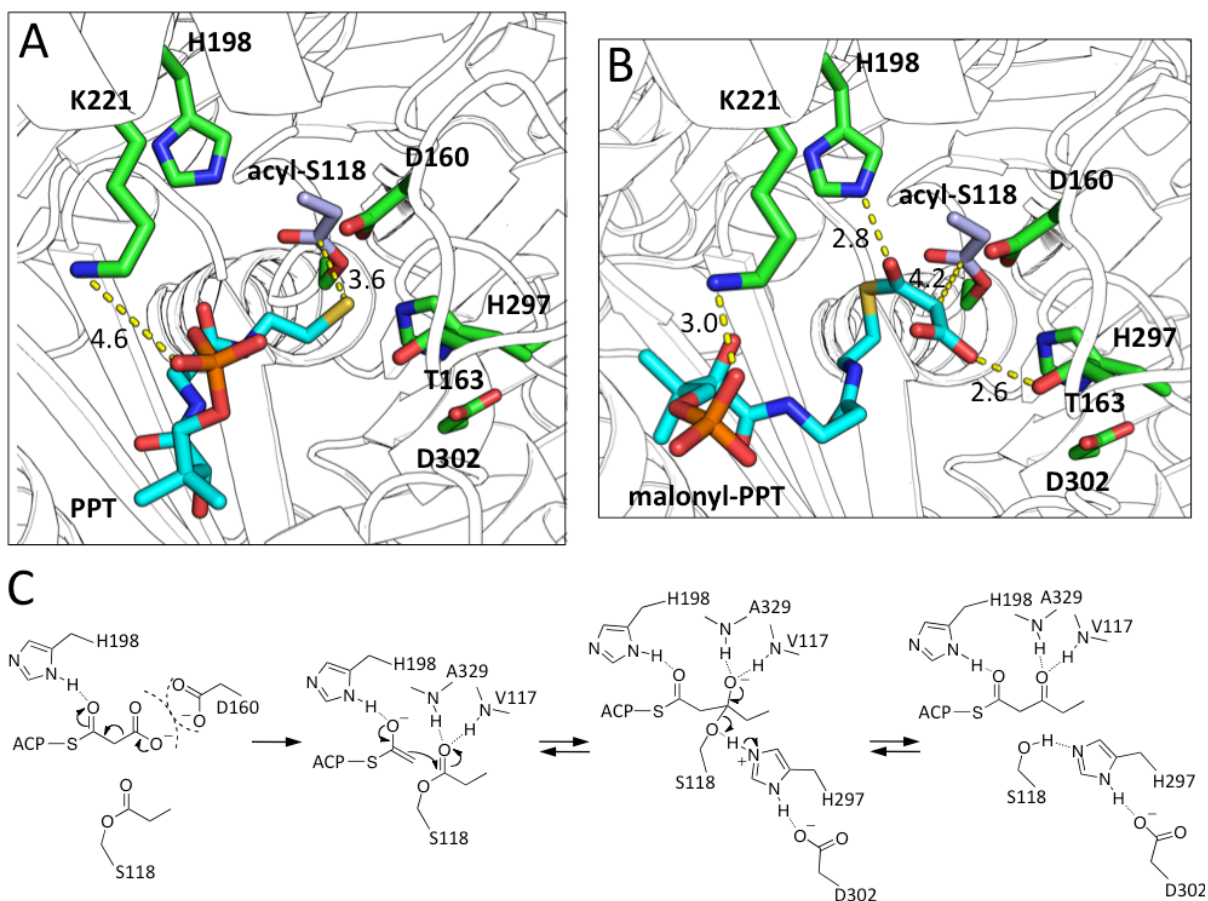 A
H198
K221
acyl-S118
D160
3.6
4.6
H297
T163
D302
PPT
B
H198
K221
acyl-S118
D160
2.8
4.2
3.0
H297
2.6
T163
D302
malonyl-PPT
C
H198
N
N
H
O
O
O
−
O
−
D160
ACP
S
O
O
S118
H198
N
N
H
A329
N
H
V117
N
H
O
−
O
ACP
S
O
S118
H198
N
N
H
A329
N
H
V117
N
H
O
O
−
ACP
S
O
H
N
+
S118
N
H
H297
O
−
O
D302
H198
N
N
H
A329
N
H
V117
N
H
O
O
ACP
S
O
H
N
S118
N
H
H297
O
−
O
D302